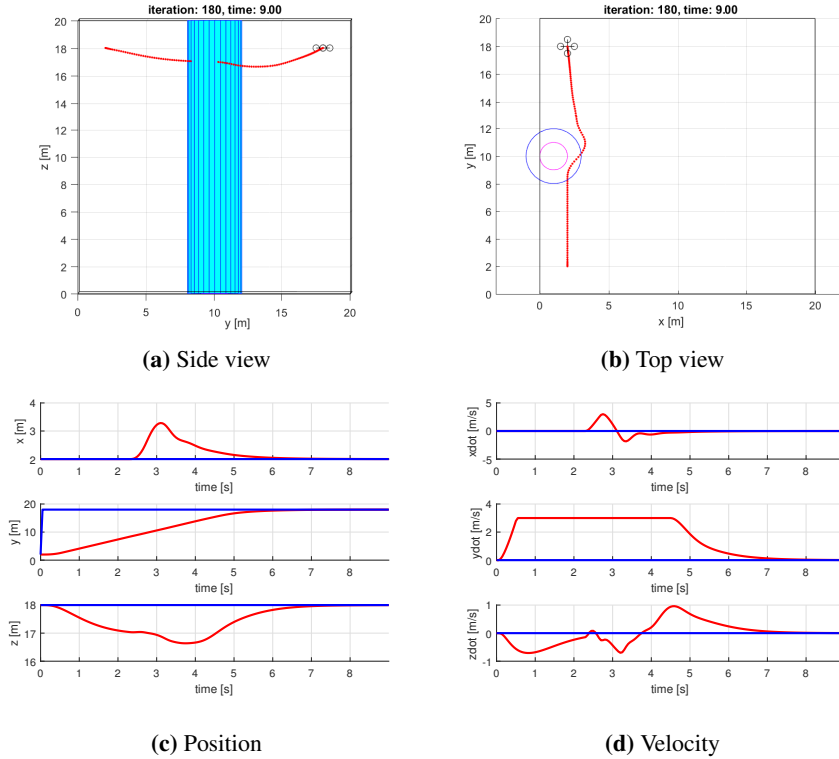 iteration: 180, time: 9.00
20
18
16
14
12
10
8
6
4
2
0
z [m]
0
5
10
15
20
y [m]
(a) Side view
iteration: 180, time: 9.00
20
18
16
14
12
10
8
6
4
2
0
y [m]
0
5
10
15
20
x [m]
(b) Top view
4
3
2
x [m]
0 1 2 3 4 5 6 7 8
time [s]
20
10
0
y [m]
0 1 2 3 4 5 6 7 8
time [s]
18
17
16
z [m]
0 1 2 3 4 5 6 7 8
time [s]
(c) Position
5
0
-5
xdot [m/s]
0 1 2 3 4 5 6 7 8
time [s]
4
2
0
ydot [m/s]
0 1 2 3 4 5 6 7 8
time [s]
1
0
-1
zdot [m/s]
0 1 2 3 4 5 6 7 8
time [s]
(d) Velocity